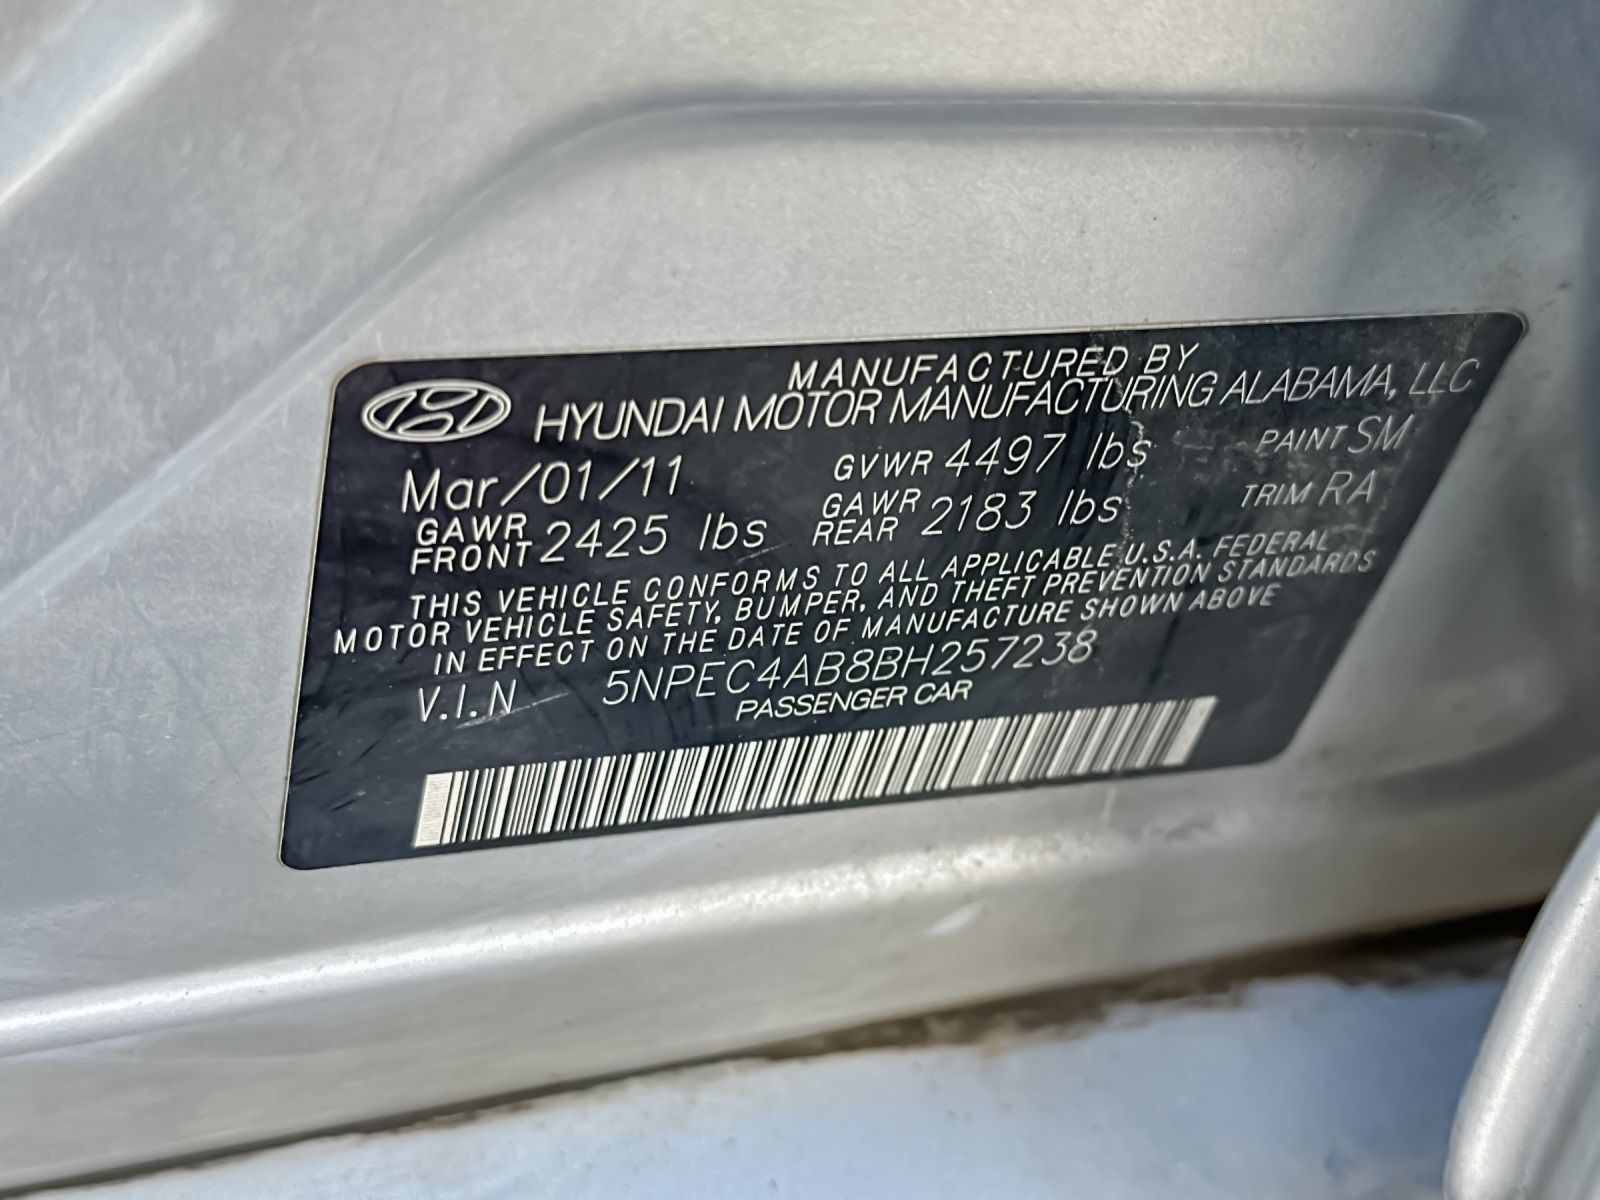 MANUFACTURED BY
HYUNDAI MOTOR MANUFACTURING ALABAMA, LLC
Mar/01/11 GVWR 4497 lbs PAINT SM
GAWR FRONT 2425 lbs GAWR REAR 2183 lbs TRIM RA
THIS VEHICLE CONFORMS TO ALL APPLICABLE U.S.A. FEDERAL
MOTOR VEHICLE SAFETY, BUMPER, AND THEFT PREVENTION STANDARDS
IN EFFECT ON THE DATE OF MANUFACTURE SHOWN ABOVE
V.I.N 5NPEC4AB8BH257238
PASSENGER CAR